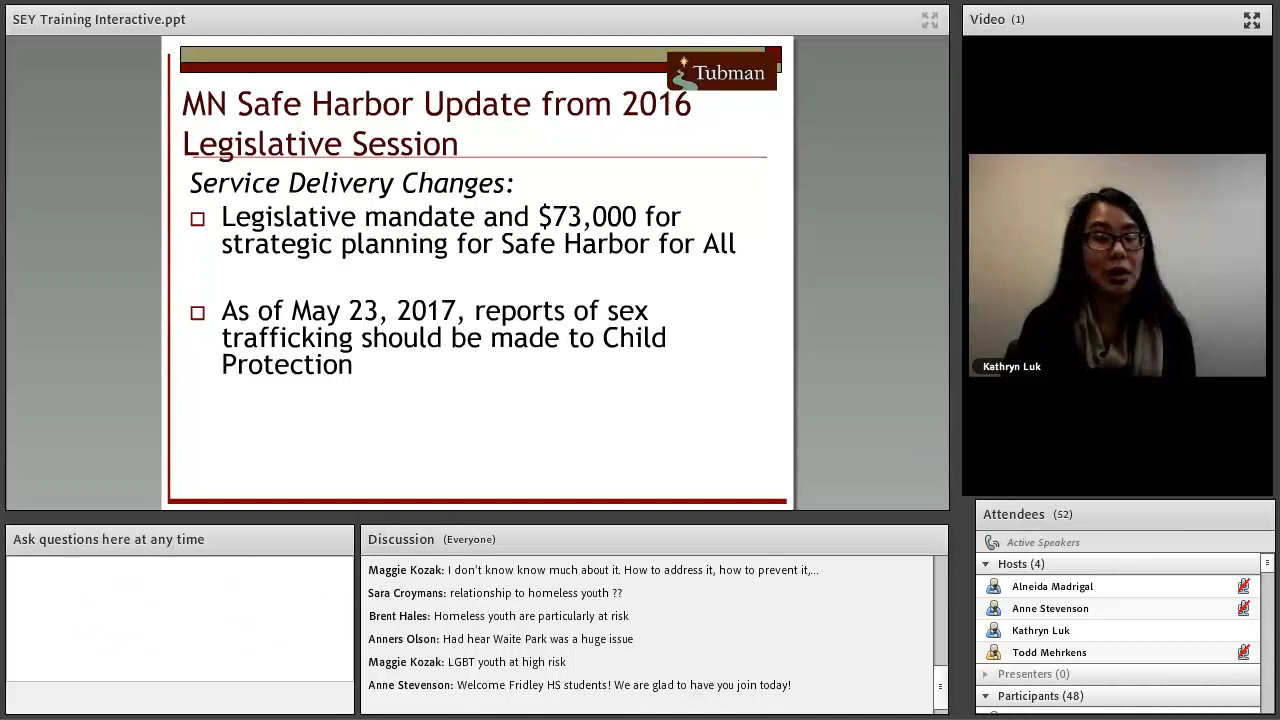 SEY Training Interactive.ppt
Tubman
MN Safe Harbor Update from 2016
Legislative Session
Service Delivery Changes:
Legislative mandate and $73,000 for
strategic planning for Safe Harbor for All
As of May 23, 2017, reports of sex
trafficking should be made to Child
Protection
Video (1)
Kathryn Luk
Attendees (52)
Active Speakers
Hosts (4)
Alneida Madrigal
Anne Stevenson
Kathryn Luk
Todd Mehrkens
Presenters (0)
Participants (48)
Ask questions here at any time
Discussion (Everyone)
Maggie Kozak: I don't know know much about it. How to address it, how to prevent it,...
Sara Croymans: relationship to homeless youth ??
Brent Hales: Homeless youth are particularly at risk
Anners Olson: Had hear Waite Park was a huge issue
Maggie Kozak: LGBT youth at high risk
Anne Stevenson: Welcome Fridley HS students! We are glad to have you join today!